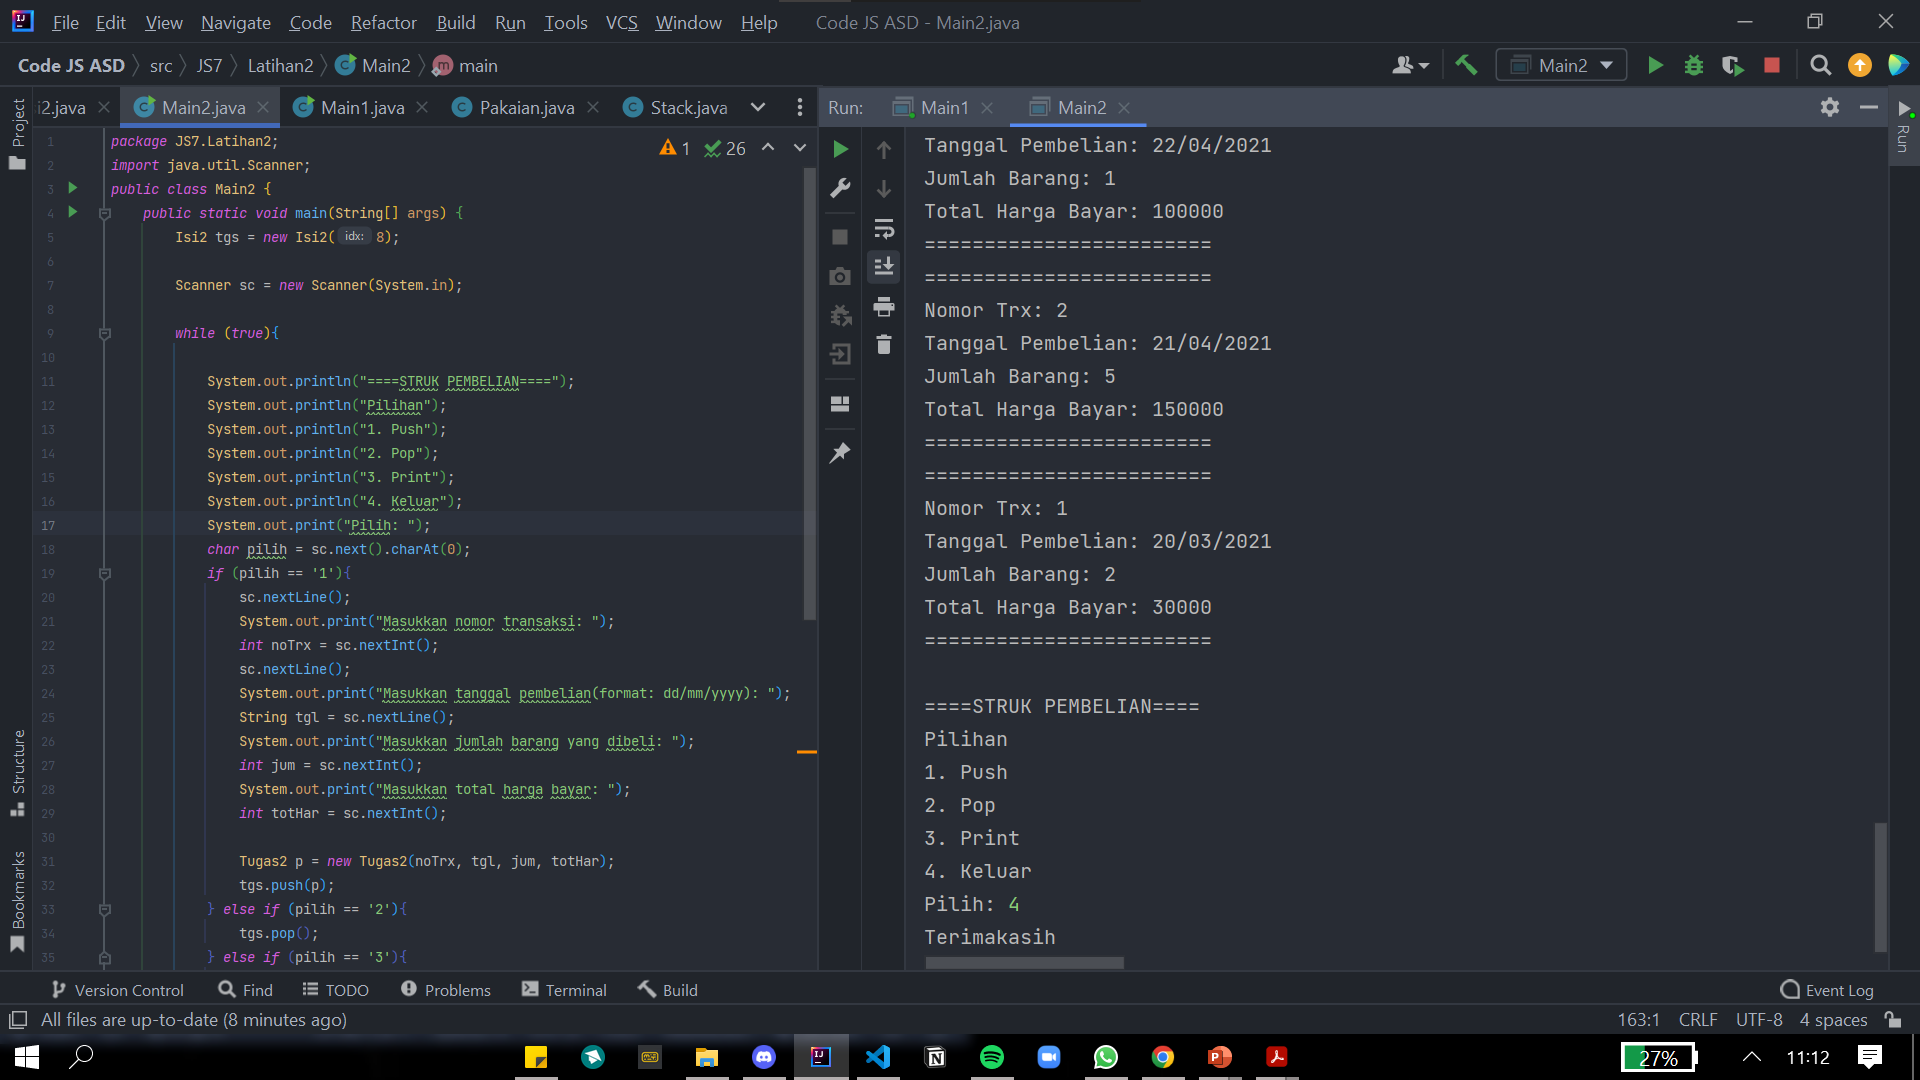 File Edit View Navigate Code Refactor Build Run Tools VCS Window Help Code JS ASD - Main2.java
Code JS ASD src JS7 Latihan2 Main2 main
Main2
i2.java Main2.java Main1.java Pakaian.java Stack.java
Run: Main1 Main2
Project
Structure
Bookmarks
Run
1 26
1 package JS7.Latihan2;
2 import java.util.Scanner;
3 public class Main2 {
4 public static void main(String[] args) {
5 Isi2 tgs = new Isi2( idx: 8);
6
7 Scanner sc = new Scanner(System.in);
8
9 while (true){
10
11 System.out.println("====STRUK PEMBELIAN====");
12 System.out.println("Pilihan");
13 System.out.println("1. Push");
14 System.out.println("2. Pop");
15 System.out.println("3. Print");
16 System.out.println("4. Keluar");
17 System.out.print("Pilih: ");
18 char pilih = sc.next().charAt(0);
19 if (pilih == '1'){
20 sc.nextLine();
21 System.out.print("Masukkan nomor transaksi: ");
22 int noTrx = sc.nextInt();
23 sc.nextLine();
24 System.out.print("Masukkan tanggal pembelian(format: dd/mm/yyyy): ");
25 String tgl = sc.nextLine();
26 System.out.print("Masukkan jumlah barang yang dibeli: ");
27 int jum = sc.nextInt();
28 System.out.print("Masukkan total harga bayar: ");
29 int totHar = sc.nextInt();
30
31 Tugas2 p = new Tugas2(noTrx, tgl, jum, totHar);
32 tgs.push(p);
33 } else if (pilih == '2'){
34 tgs.pop();
35 } else if (pilih == '3'){
Tanggal Pembelian: 22/04/2021
Jumlah Barang: 1
Total Harga Bayar: 100000
========================
========================
Nomor Trx: 2
Tanggal Pembelian: 21/04/2021
Jumlah Barang: 5
Total Harga Bayar: 150000
========================
========================
Nomor Trx: 1
Tanggal Pembelian: 20/03/2021
Jumlah Barang: 2
Total Harga Bayar: 30000
========================
====STRUK PEMBELIAN====
Pilihan
1. Push
2. Pop
3. Print
4. Keluar
Pilih: 4
Terimakasih
Version Control Find TODO Problems Terminal Build Event Log
All files are up-to-date (8 minutes ago) 163:1 CRLF UTF-8 4 spaces
27% 11:12